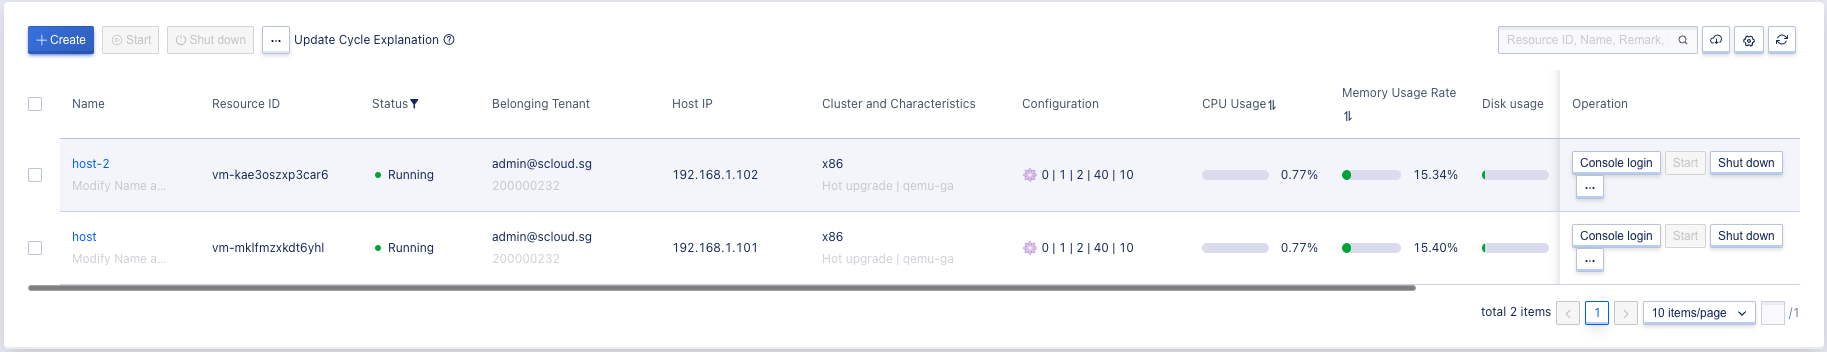 Create Start Shut down ... Update Cycle Explanation
Resource ID, Name, Remark,
Name Resource ID Status Belonging Tenant Host IP Cluster and Characteristics Configuration CPU Usage Memory Usage Rate Disk usage Operation
host-2 admin@scloud.sg x86
vm-kae3oszxp3car6 Running 192.168.1.102 0 | 1 | 2 | 40 | 10 0.77% 15.34% Console login Start Shut down
Modify Name a... 200000232 Hot upgrade | qemu-ga ...
host admin@scloud.sg x86
vm-mklfmzxkdt6yhl Running 192.168.1.101 0 | 1 | 2 | 40 | 10 0.77% 15.40% Console login Start Shut down
Modify Name a... 200000232 Hot upgrade | qemu-ga ...
total 2 items < 1 > 10 items/page /1